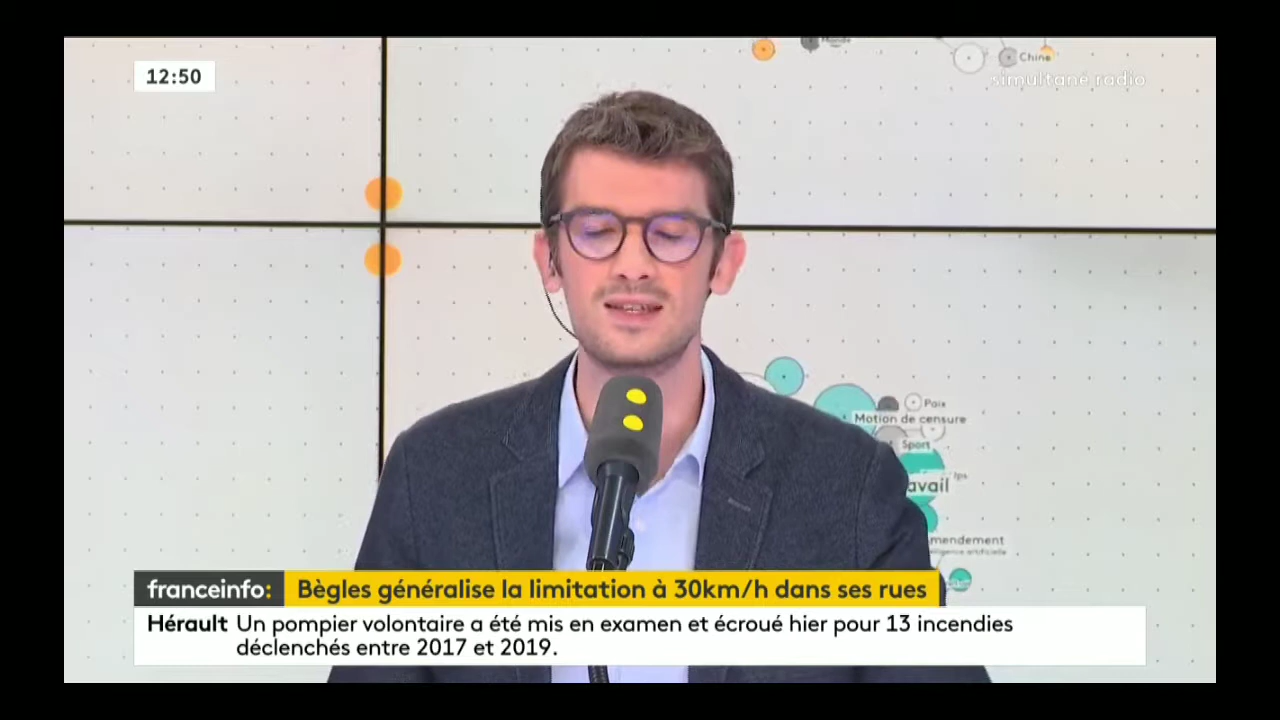 12:50
Monde
Chine
simultané radio
Paix
Motion de censure
Sport
avail
mendement
franceinfo:
Bègles généralise la limitation à 30km/h dans ses rues
Hérault Un pompier volontaire a été mis en examen et écroué hier pour 13 incendies
déclenchés entre 2017 et 2019.